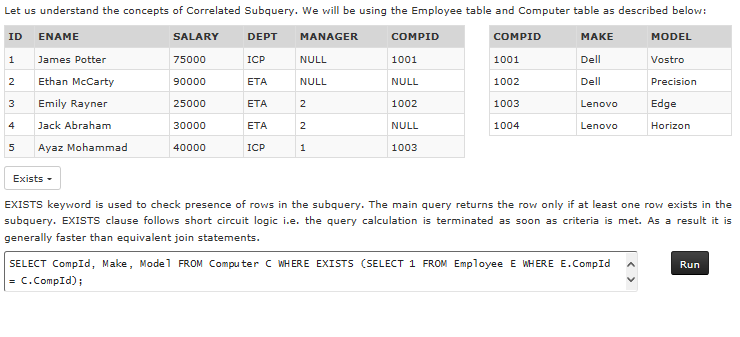 Let us understand the concepts of Correlated Subquery. We will be using the Employee table and Computer table as described below:
ID ENAME SALARY DEPT MANAGER COMPID
1 James Potter 75000 ICP NULL 1001
2 Ethan McCarty 90000 ETA NULL NULL
3 Emily Rayner 25000 ETA 2 1002
4 Jack Abraham 30000 ETA 2 NULL
5 Ayaz Mohammad 40000 ICP 1 1003
COMPID MAKE MODEL
1001 Dell Vostro
1002 Dell Precision
1003 Lenovo Edge
1004 Lenovo Horizon
Exists
EXISTS keyword is used to check presence of rows in the subquery. The main query returns the row only if at least one row exists in the
subquery. EXISTS clause follows short circuit logic i.e. the query calculation is terminated as soon as criteria is met. As a result it is
generally faster than equivalent join statements.
SELECT CompId, Make, Model FROM Computer C WHERE EXISTS (SELECT 1 FROM Employee E WHERE E.CompId
= C.CompId);
Run